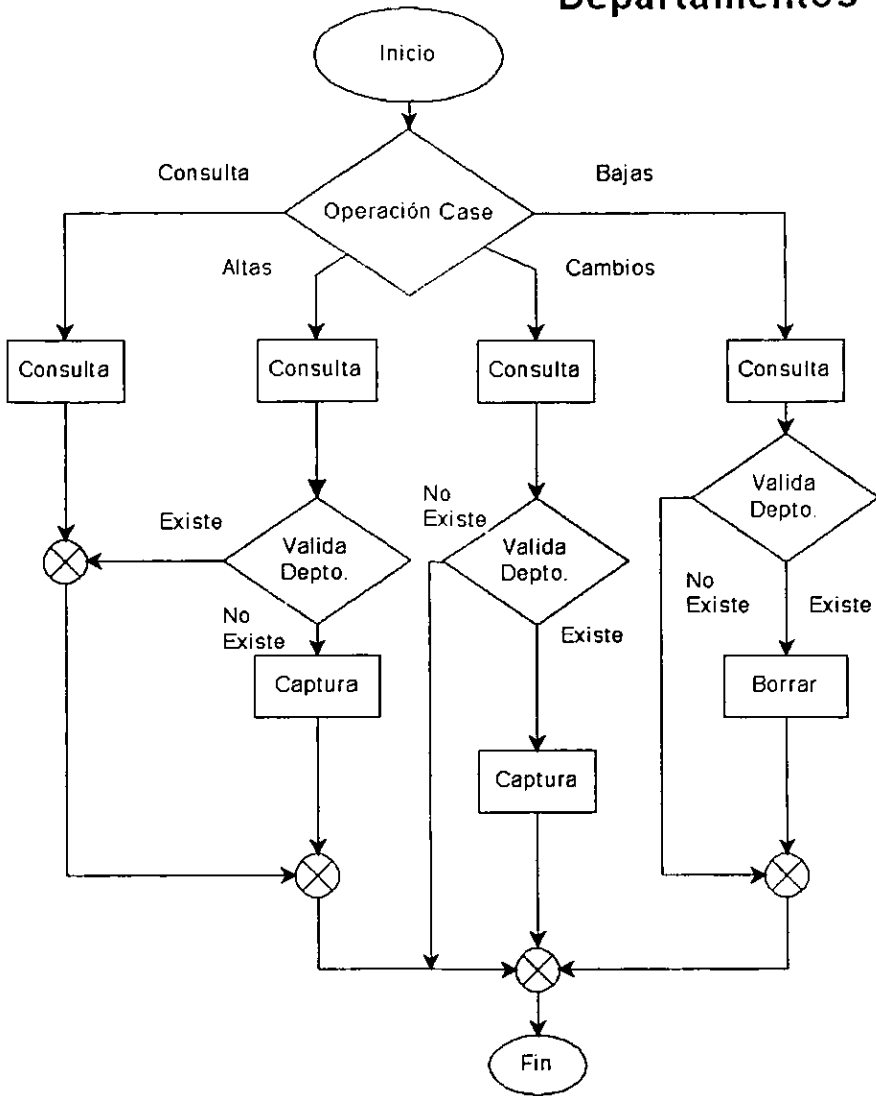 Departamentos
Inicio
Consulta
Bajas
Operación Case
Altas
Cambios
Consulta
Consulta
Consulta
Consulta
No
Existe
Valida
Depto.
Existe
Valida
Depto.
Valida
Depto.
No
Existe
Existe
No
Existe
Existe
Captura
Borrar
Captura
Fin